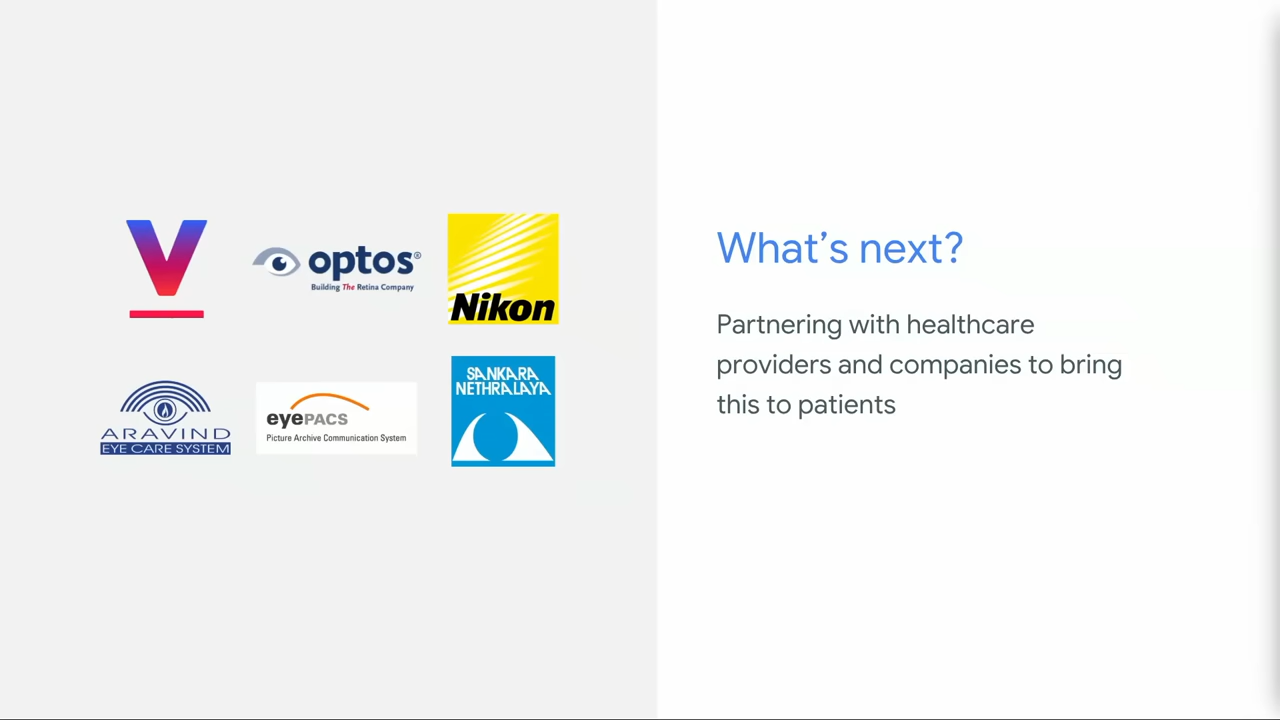 V
optos®
Building The Retina Company
Nikon
ARAVIND
EYE CARE SYSTEM
eyePACS
Picture Archive Communication System
SANKARA
NETHRALAYA
What’s next?
Partnering with healthcare
providers and companies to bring
this to patients